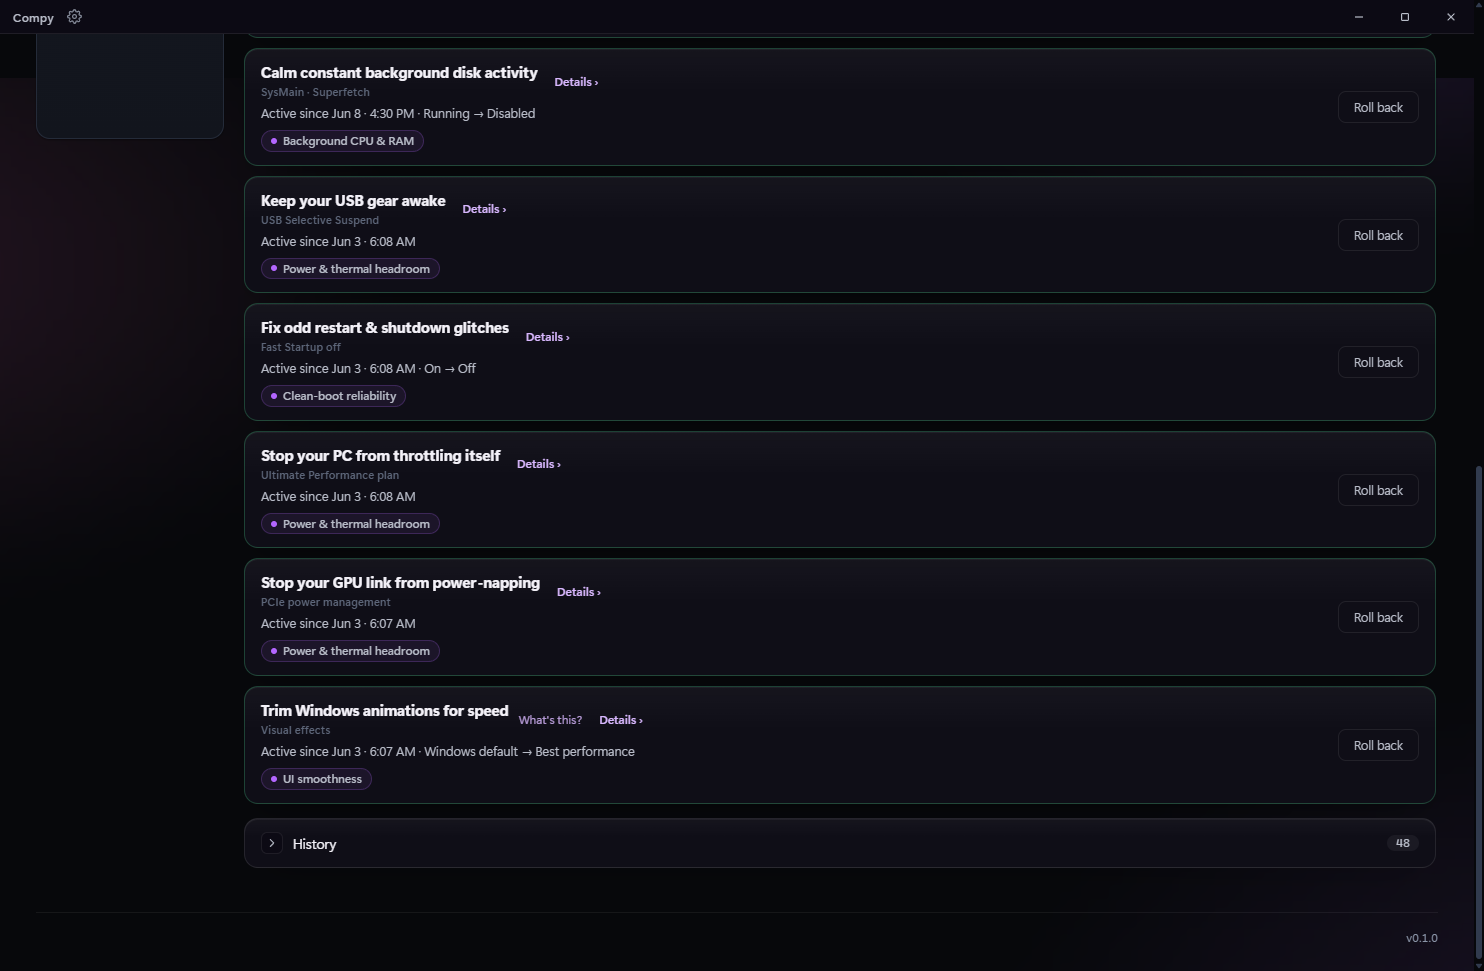 Compy
Calm constant background disk activity
Details ›
SysMain · Superfetch
Active since Jun 8 · 4:30 PM · Running → Disabled
Roll back
Background CPU & RAM
Keep your USB gear awake
Details ›
USB Selective Suspend
Active since Jun 3 · 6:08 AM
Roll back
Power & thermal headroom
Fix odd restart & shutdown glitches
Details ›
Fast Startup off
Active since Jun 3 · 6:08 AM · On → Off
Roll back
Clean-boot reliability
Stop your PC from throttling itself
Details ›
Ultimate Performance plan
Active since Jun 3 · 6:08 AM
Roll back
Power & thermal headroom
Stop your GPU link from power-napping
Details ›
PCIe power management
Active since Jun 3 · 6:07 AM
Roll back
Power & thermal headroom
Trim Windows animations for speed
What's this? Details ›
Visual effects
Active since Jun 3 · 6:07 AM · Windows default → Best performance
Roll back
UI smoothness
History 48
v0.1.0